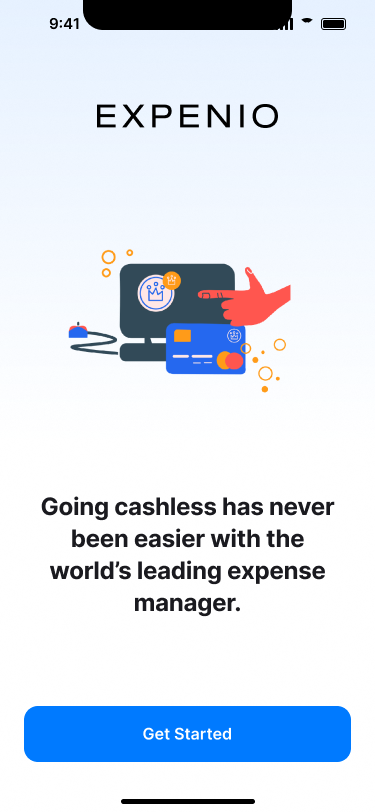 9:41
EXPENIO
Going cashless has never
been easier with the
world’s leading expense
manager.
Get Started